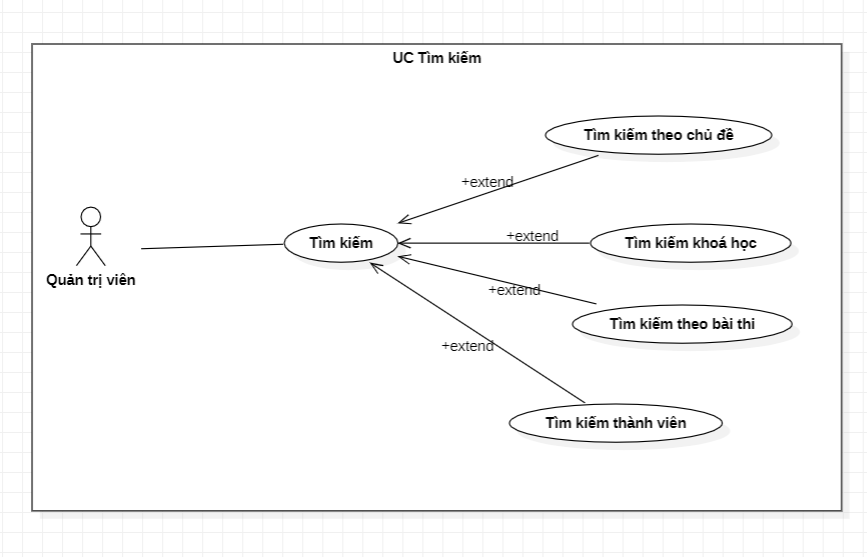 UC Tìm kiếm
Tìm kiếm theo chủ đề
+extend
Tìm kiếm
+extend
Tìm kiếm khoá học
Quản trị viên
+extend
Tìm kiếm theo bài thi
+extend
Tìm kiếm thành viên